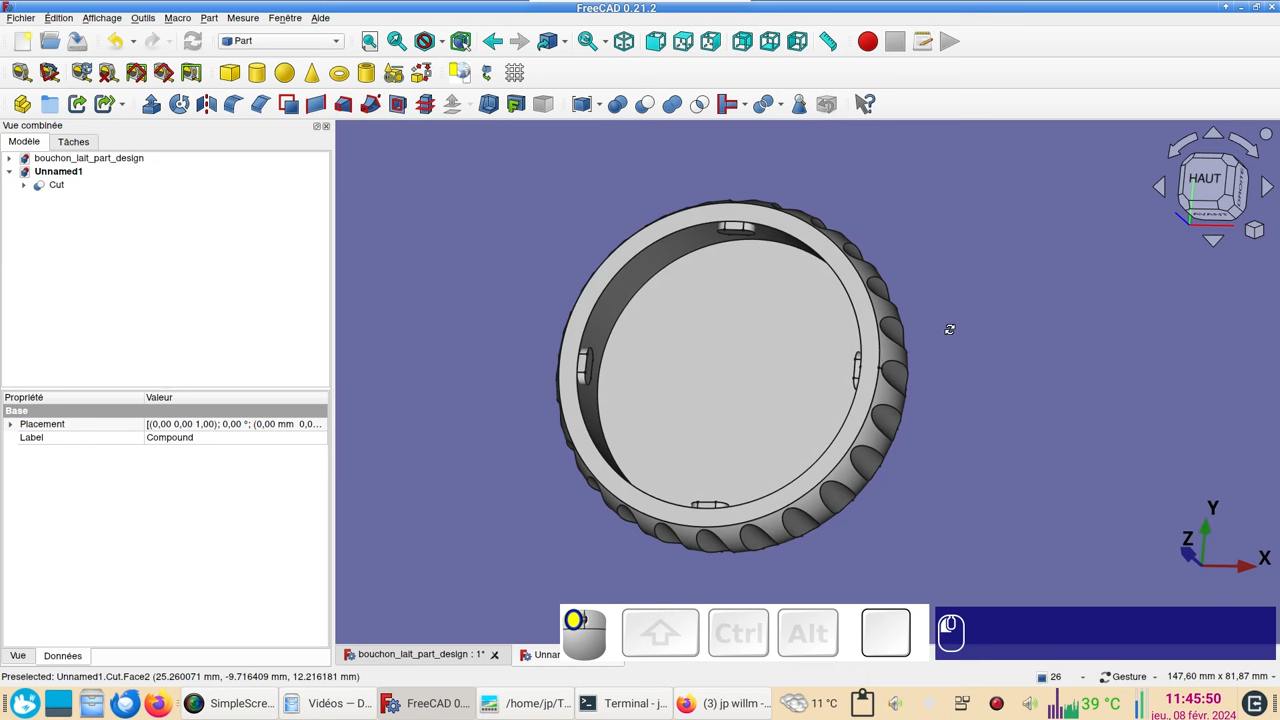 FreeCAD 0.21.2
Fichier Édition Affichage Outils Macro Part Mesure Fenêtre Aide
Part
Vue combinée
Modèle Tâches
bouchon_lait_part_design
Unnamed1
Cut
Propriété Valeur
Base
Placement [(0,00 0,00 1,00); 0,00 °; (0,00 mm 0,0...
Label Compound
HAUT
Y
Z
X
Ctrl Alt
Vue Données
bouchon_lait_part_design : 1*
Unnar
Preselected: Unnamed1.Cut.Face2 (25.260071 mm, -9.716409 mm, 12.216181 mm)
26 Gesture 147,60 mm x 81,87 mm
SimpleScre... Vidéos — D... FreeCAD 0... /home/jp/T... Terminal - j... (3) jp willm -... 11 °C 39 °C
11:45:50
jeu., 08 févr. 2024